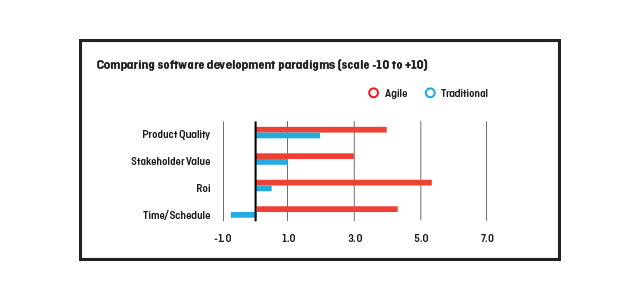 Comparing software development paradigms (scale -10 to +10)
Agile Traditional
Product Quality
Stakeholder Value
Roi
Time/Schedule
-1.0 1.0 3.0 5.0 7.0